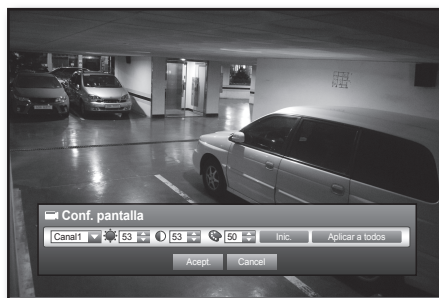 Conf. pantalla
Canal1 53 53 50 Inic. Aplicar a todos
Acept. Cancel